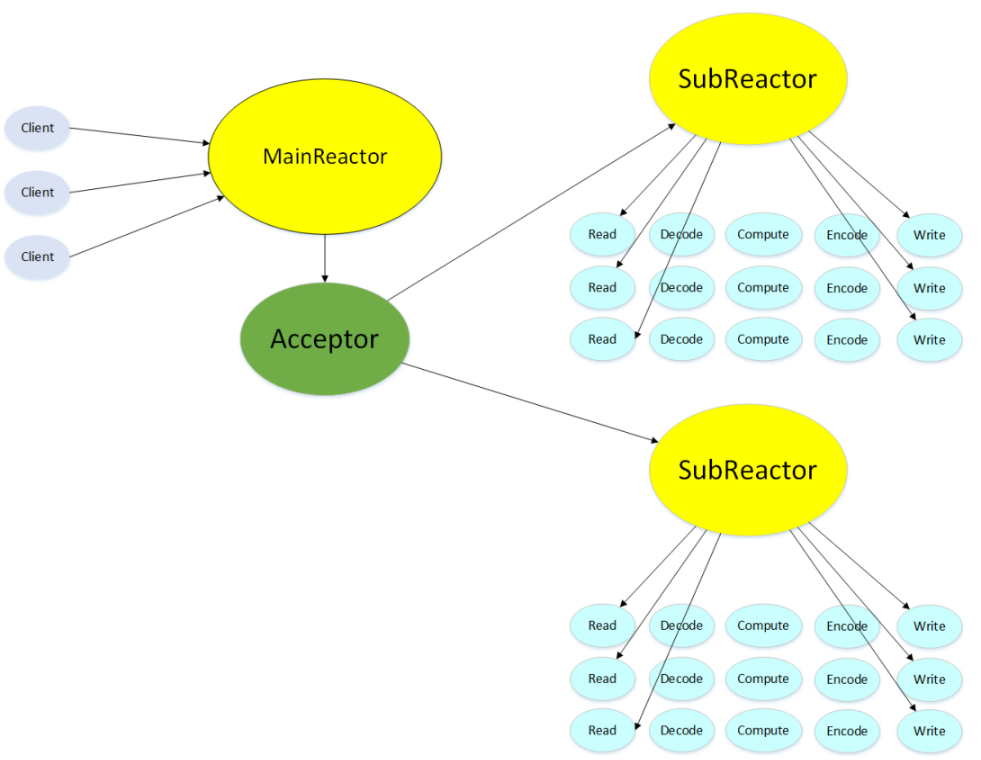 Client
Client
Client
MainReactor
Acceptor
SubReactor
Read Decode Compute Encode Write
Read Decode Compute Encode Write
Read Decode Compute Encode Write
SubReactor
Read Decode Compute Encode Write
Read Decode Compute Encode Write
Read Decode Compute Encode Write